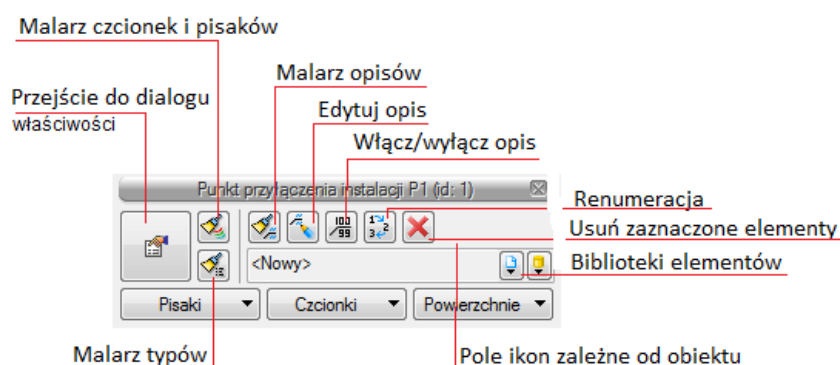 Malarz czcionek i pisaków
Malarz opisów
Przejście do dialogu
właściwości
Edytuj opis
Włącz/wyłącz opis
Punkt przyłączenia instalacji P1 (id: 1)
Renumeracja
Usuń zaznaczone elementy
<Nowy>
Biblioteki elementów
Pisaki
Czcionki
Powierzchnie
Malarz typów
Pole ikon zależne od obiektu